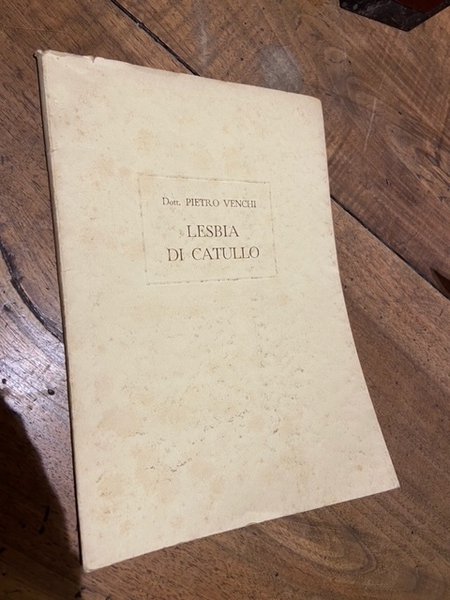 Dott. PIETRO VENCHI
LESBIA
DI CATULLO